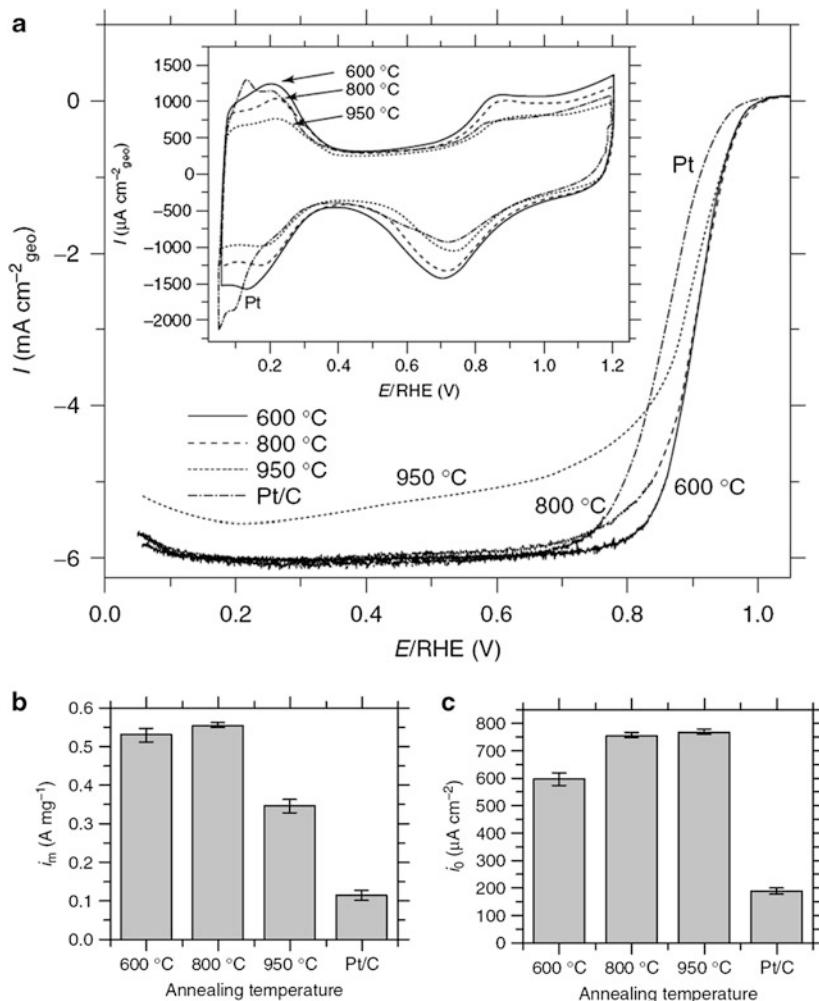 a
1500
1000
500
0
−500
−1000
−1500
−2000
I (μA cm⁻²geo)
600 °C
800 °C
950 °C
Pt
0.2 0.4 0.6 0.8 1.0 1.2
E/RHE (V)
0
−2
−4
−6
I (mA cm⁻²geo)
Pt
600 °C
800 °C
950 °C
Pt/C
950 °C
800 °C
600 °C
0.0 0.2 0.4 0.6 0.8 1.0
E/RHE (V)
b
0.6
0.5
0.4
0.3
0.2
0.1
0.0
iₘ (A mg⁻¹)
600 °C 800 °C 950 °C Pt/C
Annealing temperature
c
800
700
600
500
400
300
200
100
0
i₀ (μA cm⁻²)
600 °C 800 °C 950 °C Pt/C
Annealing temperature